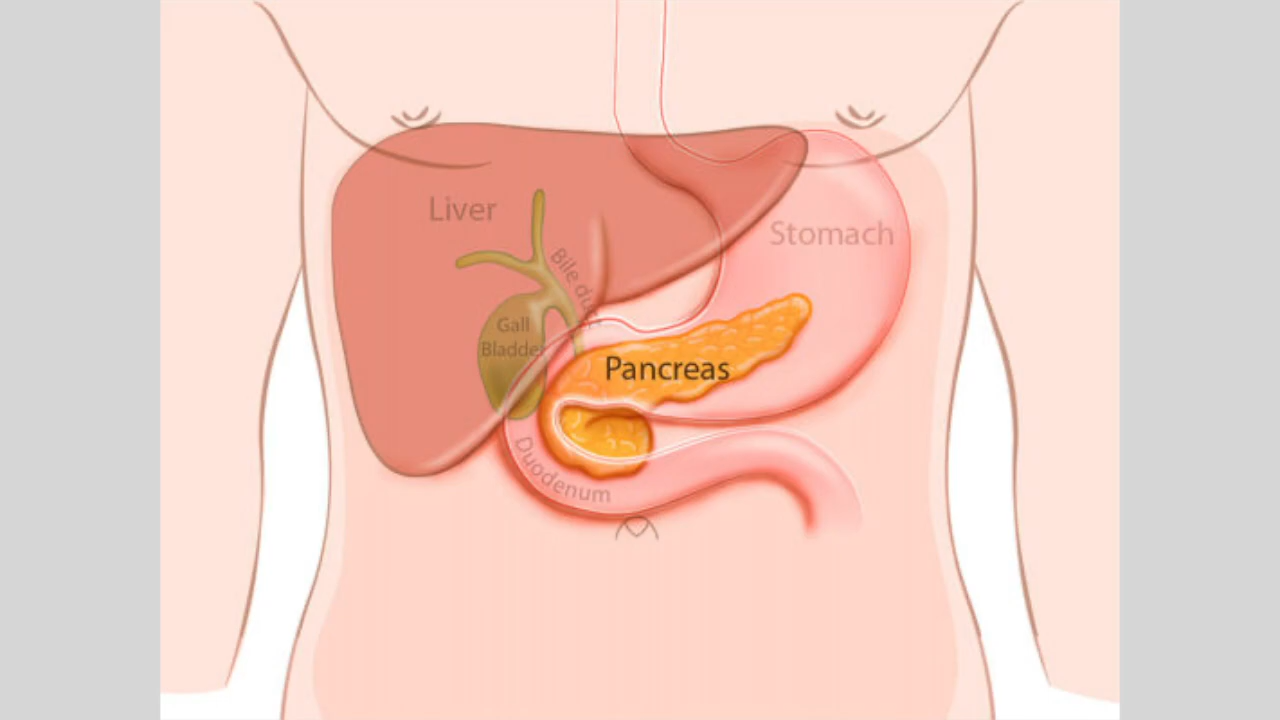 Liver
Stomach
Bile duct
Gall
Bladder
Pancreas
Duodenum